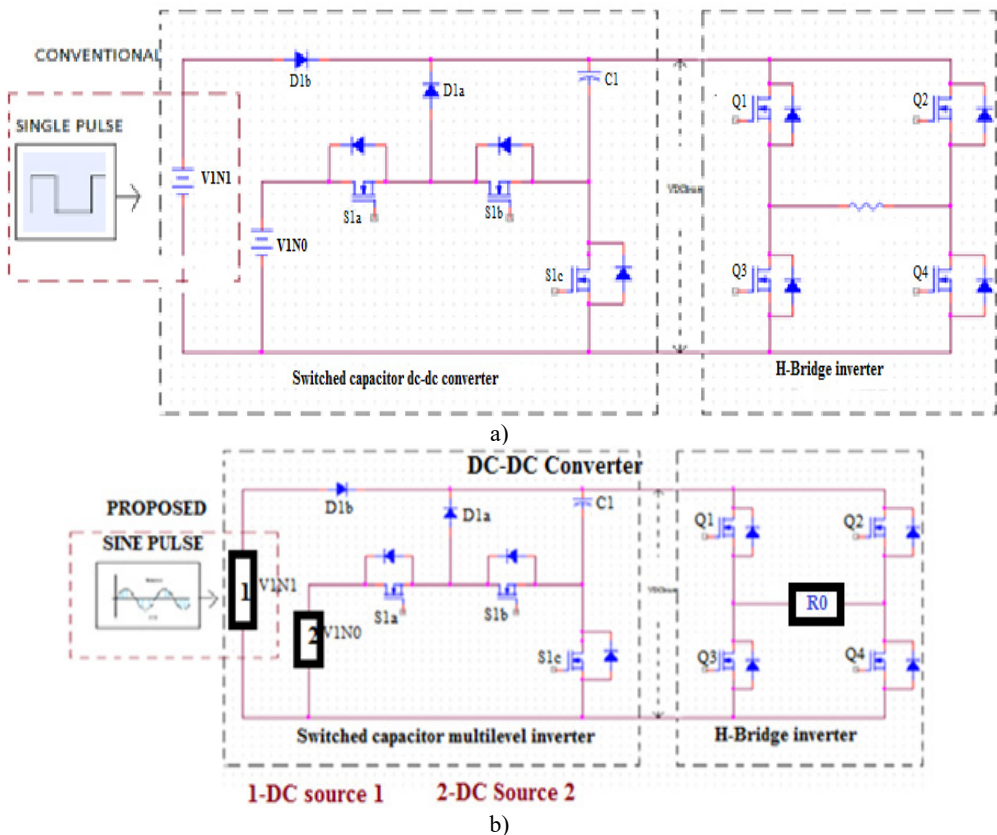 CONVENTIONAL
SINGLE PULSE
D1b
D1a
C1
V1N1
V1N0
S1a
S1b
S1c
Switched capacitor dc-dc converter
Q1
Q2
Q3
Q4
H-Bridge inverter
a)
PROPOSED
SINE PULSE
DC-DC Converter
D1b
D1a
C1
1
V1N1
2
V1N0
S1a
S1b
S1c
Switched capacitor multilevel inverter
Q1
Q2
R0
Q3
Q4
H-Bridge inverter
1-DC source 1
2-DC Source 2
b)